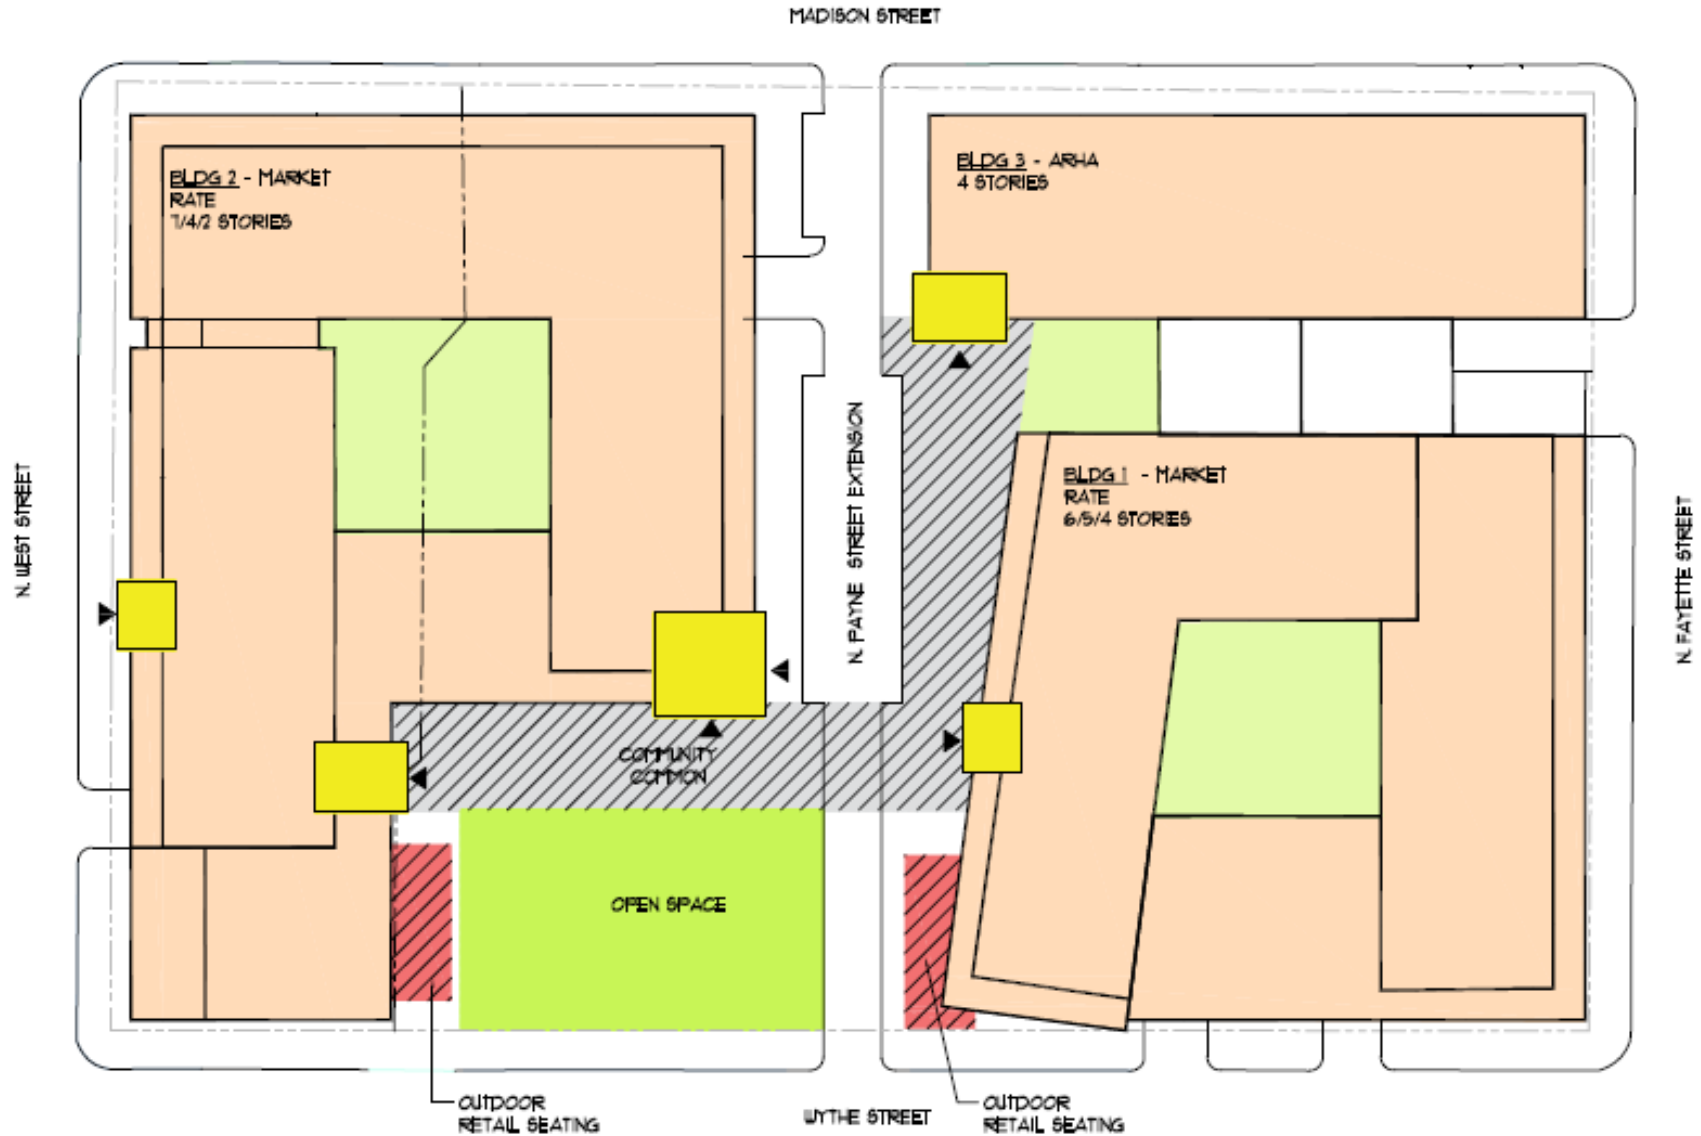 MADISON STREET
BLDG 2 - MARKET
RATE
7/4/2 STORIES
BLDG 3 - ARHA
4 STORIES
N. WEST STREET
N. PAYNE STREET EXTENSION
BLDG 1 - MARKET
RATE
6/5/4 STORIES
N. FAYETTE STREET
COMMUNITY
COMMON
OPEN SPACE
OUTDOOR
RETAIL SEATING
WYTHE STREET
OUTDOOR
RETAIL SEATING